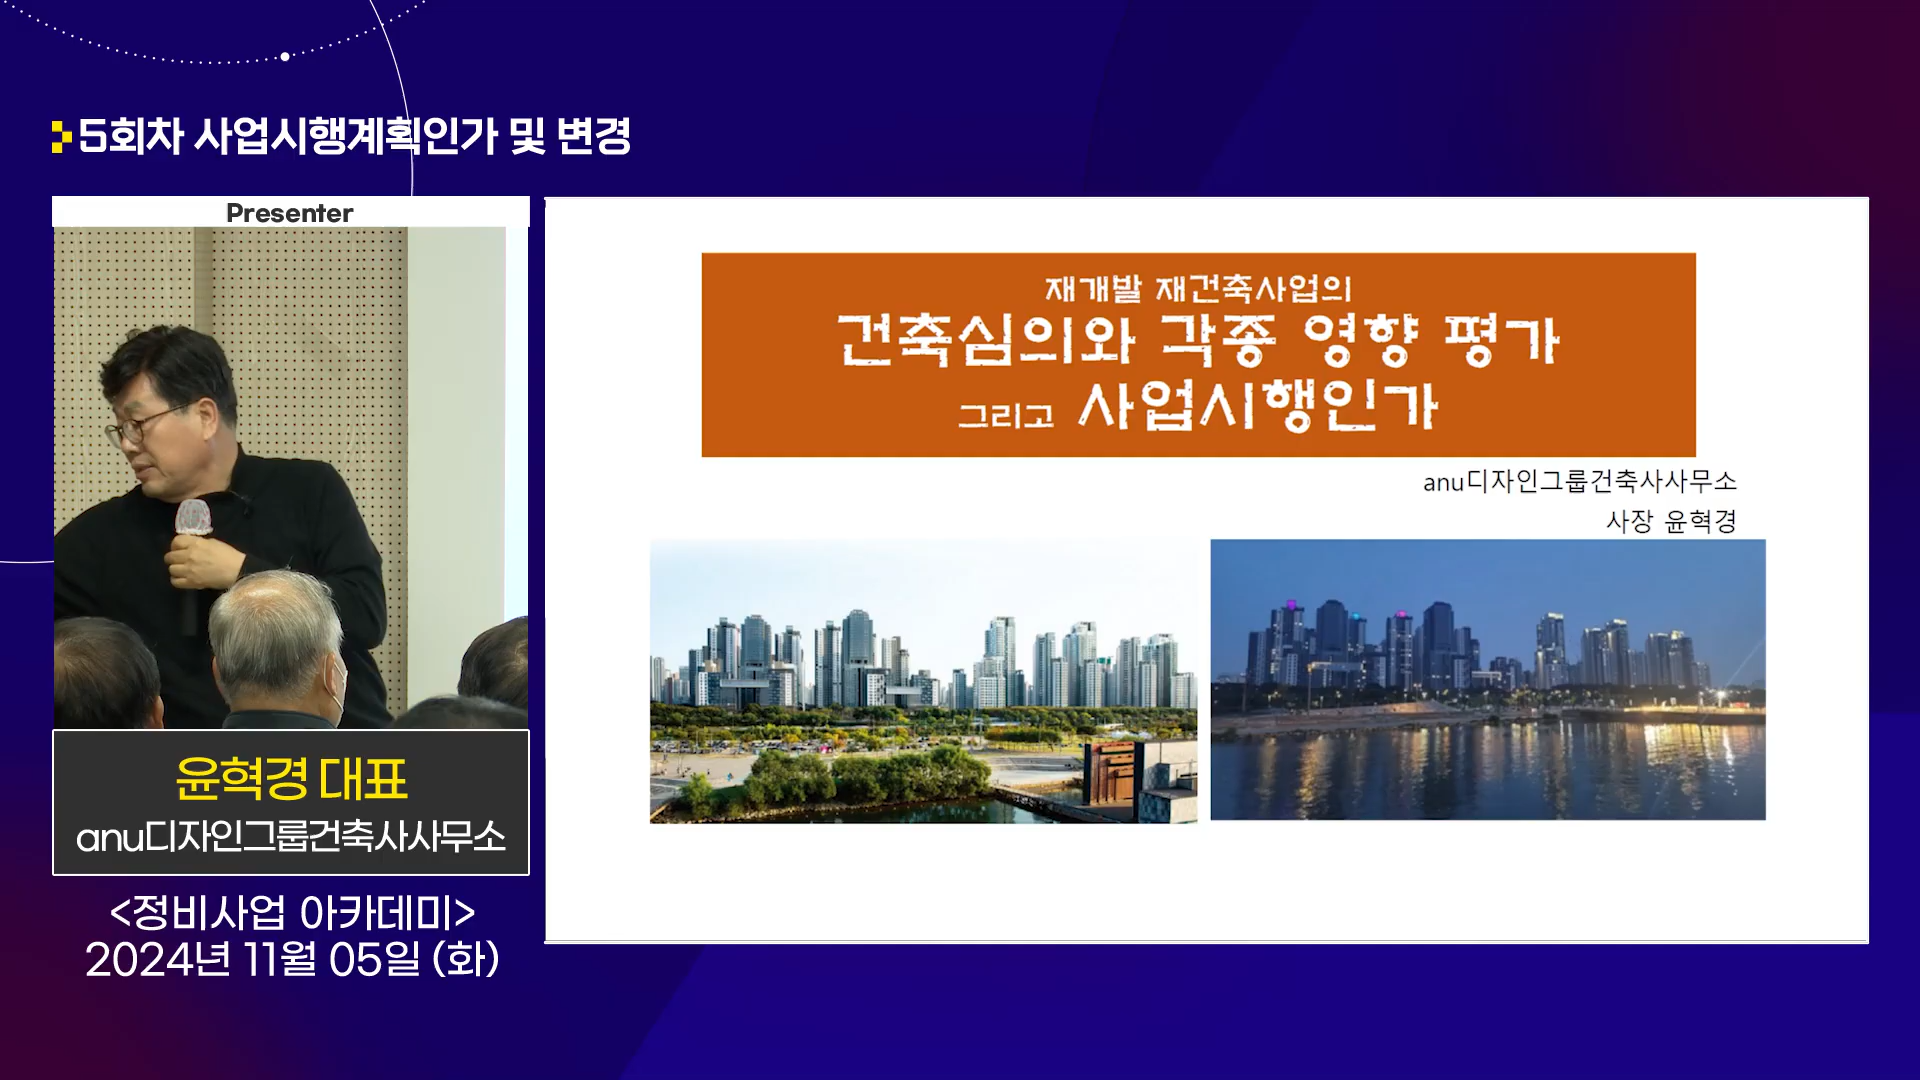 5회차 사업시행계획인가 및 변경
Presenter
재개발 재건축사업의
건축심의와 각종 영향 평가
그리고 사업시행인가
anu디자인그룹건축사사무소
사장 윤혁경
윤혁경 대표
anu디자인그룹건축사사무소
<정비사업 아카데미>
2024년 11월 05일 (화)